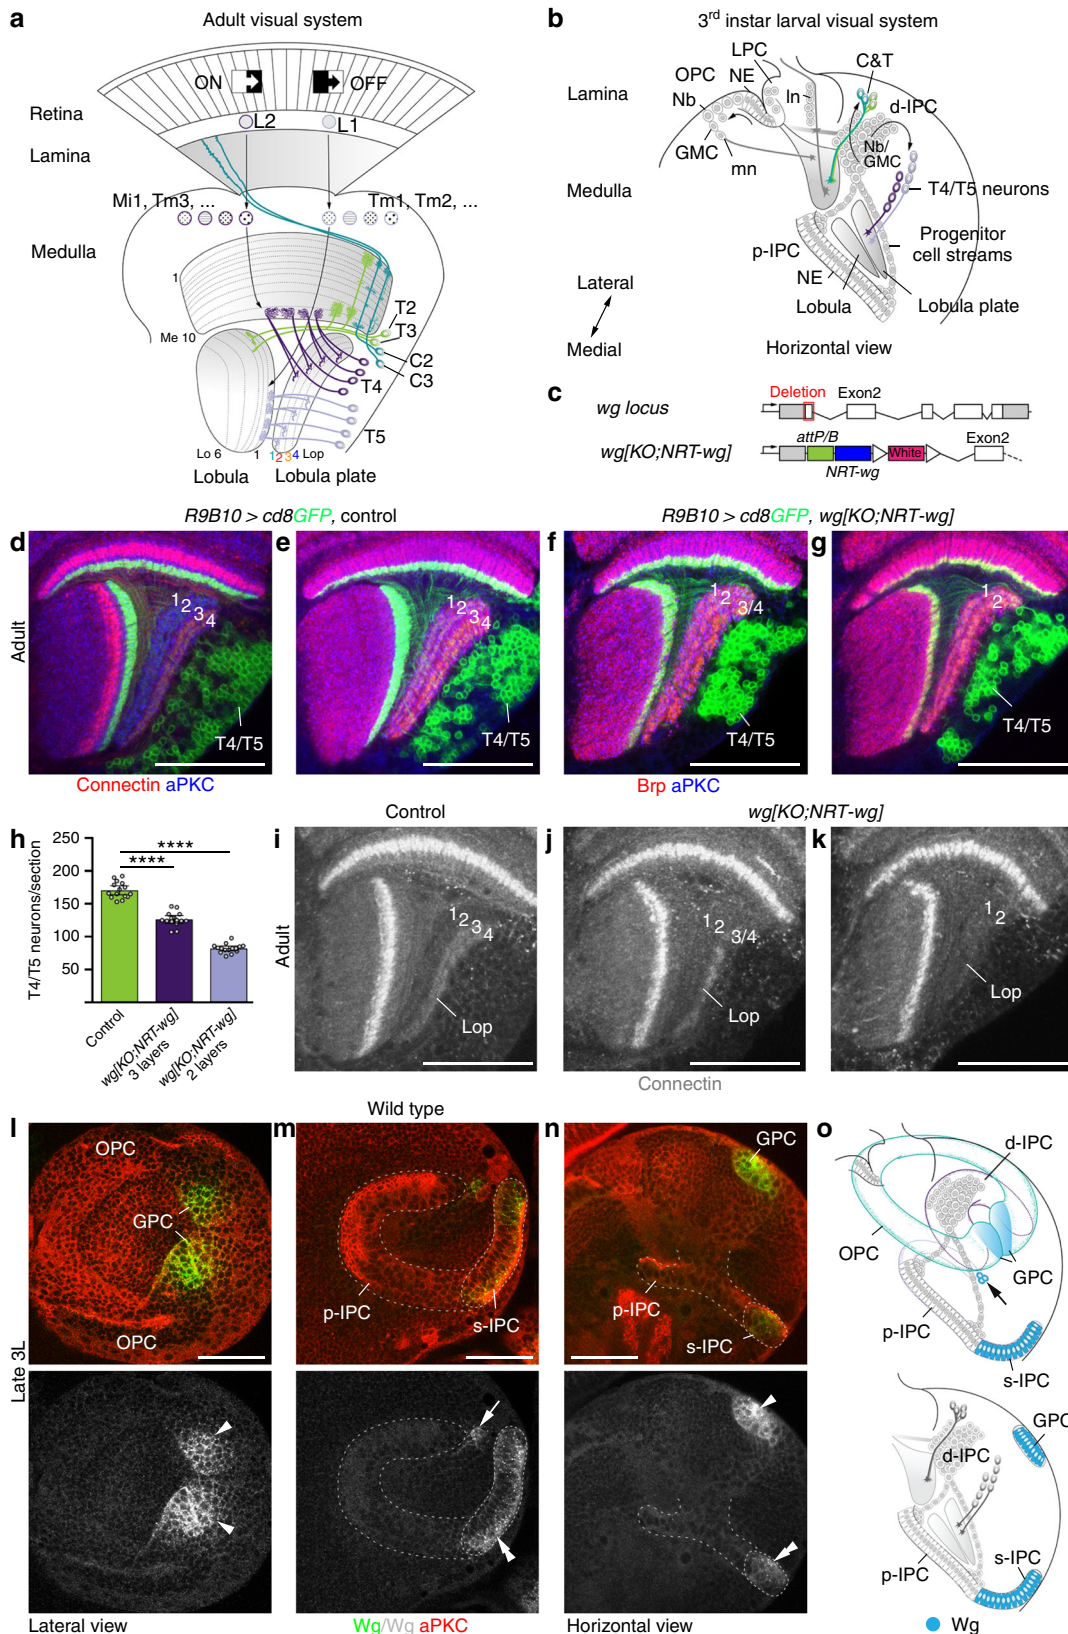 a
Adult visual system
ON
OFF
Retina
L2
L1
Lamina
Mi1, Tm3, ...
Tm1, Tm2, ...
Medulla
1
Me 10
T2
T3
C2
C3
T4
T5
Lo 6
1
1 2 3 4 Lop
Lobula
Lobula plate
b
3rd instar larval visual system
LPC
C&T
OPC
NE
Lamina
Nb
ln
d-IPC
GMC
mn
Nb/
GMC
Medulla
T4/T5 neurons
p-IPC
Progenitor
cell streams
NE
Lateral
Lobula
Lobula plate
Medial
Horizontal view
c
Deletion
Exon2
wg locus
attP/B
Exon2
wg[KO;NRT-wg]
White
NRT-wg
R9B10 > cd8GFP, control
R9B10 > cd8GFP, wg[KO;NRT-wg]
d
e
f
g
Adult
1 2 3 4
1 2 3 4
1 2 3/4
1 2
T4/T5
T4/T5
T4/T5
T4/T5
Connectin aPKC
Brp aPKC
h
T4/T5 neurons/section
250
200
150
100
50
****
****
Control
wg[KO;NRT-wg]
3 layers
wg[KO;NRT-wg]
2 layers
Control
wg[KO;NRT-wg]
i
j
k
Adult
1 2 3 4
1 2 3/4
1 2
Lop
Lop
Lop
Connectin
Wild type
l
m
n
o
Late 3L
OPC
GPC
OPC
p-IPC
s-IPC
GPC
p-IPC
s-IPC
d-IPC
OPC
GPC
p-IPC
s-IPC
GPC
d-IPC
p-IPC
s-IPC
Lateral view
Wg/Wg aPKC
Horizontal view
Wg